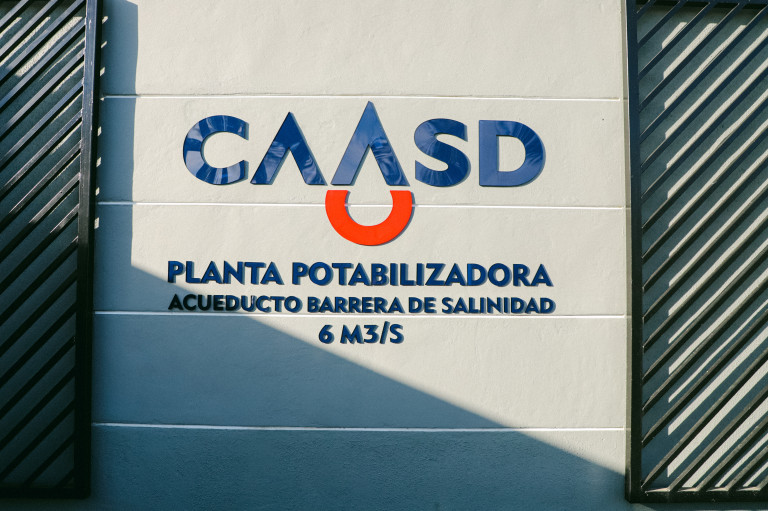 CAASD
PLANTA POTABILIZADORA
ACUEDUCTO BARRERA DE SALINIDAD
6 M3/S